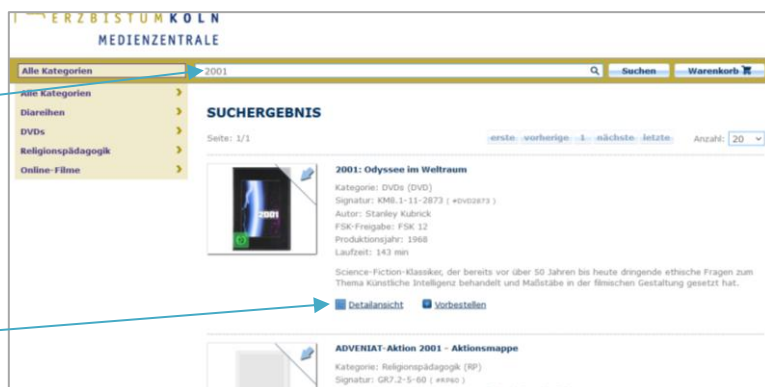 ERZBISTUM KÖLN
MEDIENZENTRALE
Alle Kategorien
2001
Suchen
Warenkorb
Alle Kategorien
Diareihen
DVDs
Religionspädagogik
Online-Filme
SUCHERGEBNIS
Seite: 1/1
erste vorherige 1 nächste letzte
Anzahl: 20
2001: Odyssee im Weltraum
Kategorie: DVDs (DVD)
Signatur: KM8.1-11-2873 ( #DVD2873 )
Autor: Stanley Kubrick
FSK-Freigabe: FSK 12
Produktionsjahr: 1968
Laufzeit: 143 min
Science-Fiction-Klassiker, der bereits vor über 50 Jahren bis heute dringende ethische Fragen zum
Thema Künstliche Intelligenz behandelt und Maßstäbe in der filmischen Gestaltung gesetzt hat.
2001
Detailansicht
Vorbestellen
ADVENIAT-Aktion 2001 - Aktionsmappe
Kategorie: Religionspädagogik (RP)
Signatur: GR7.2-5-60 ( #RP60 )